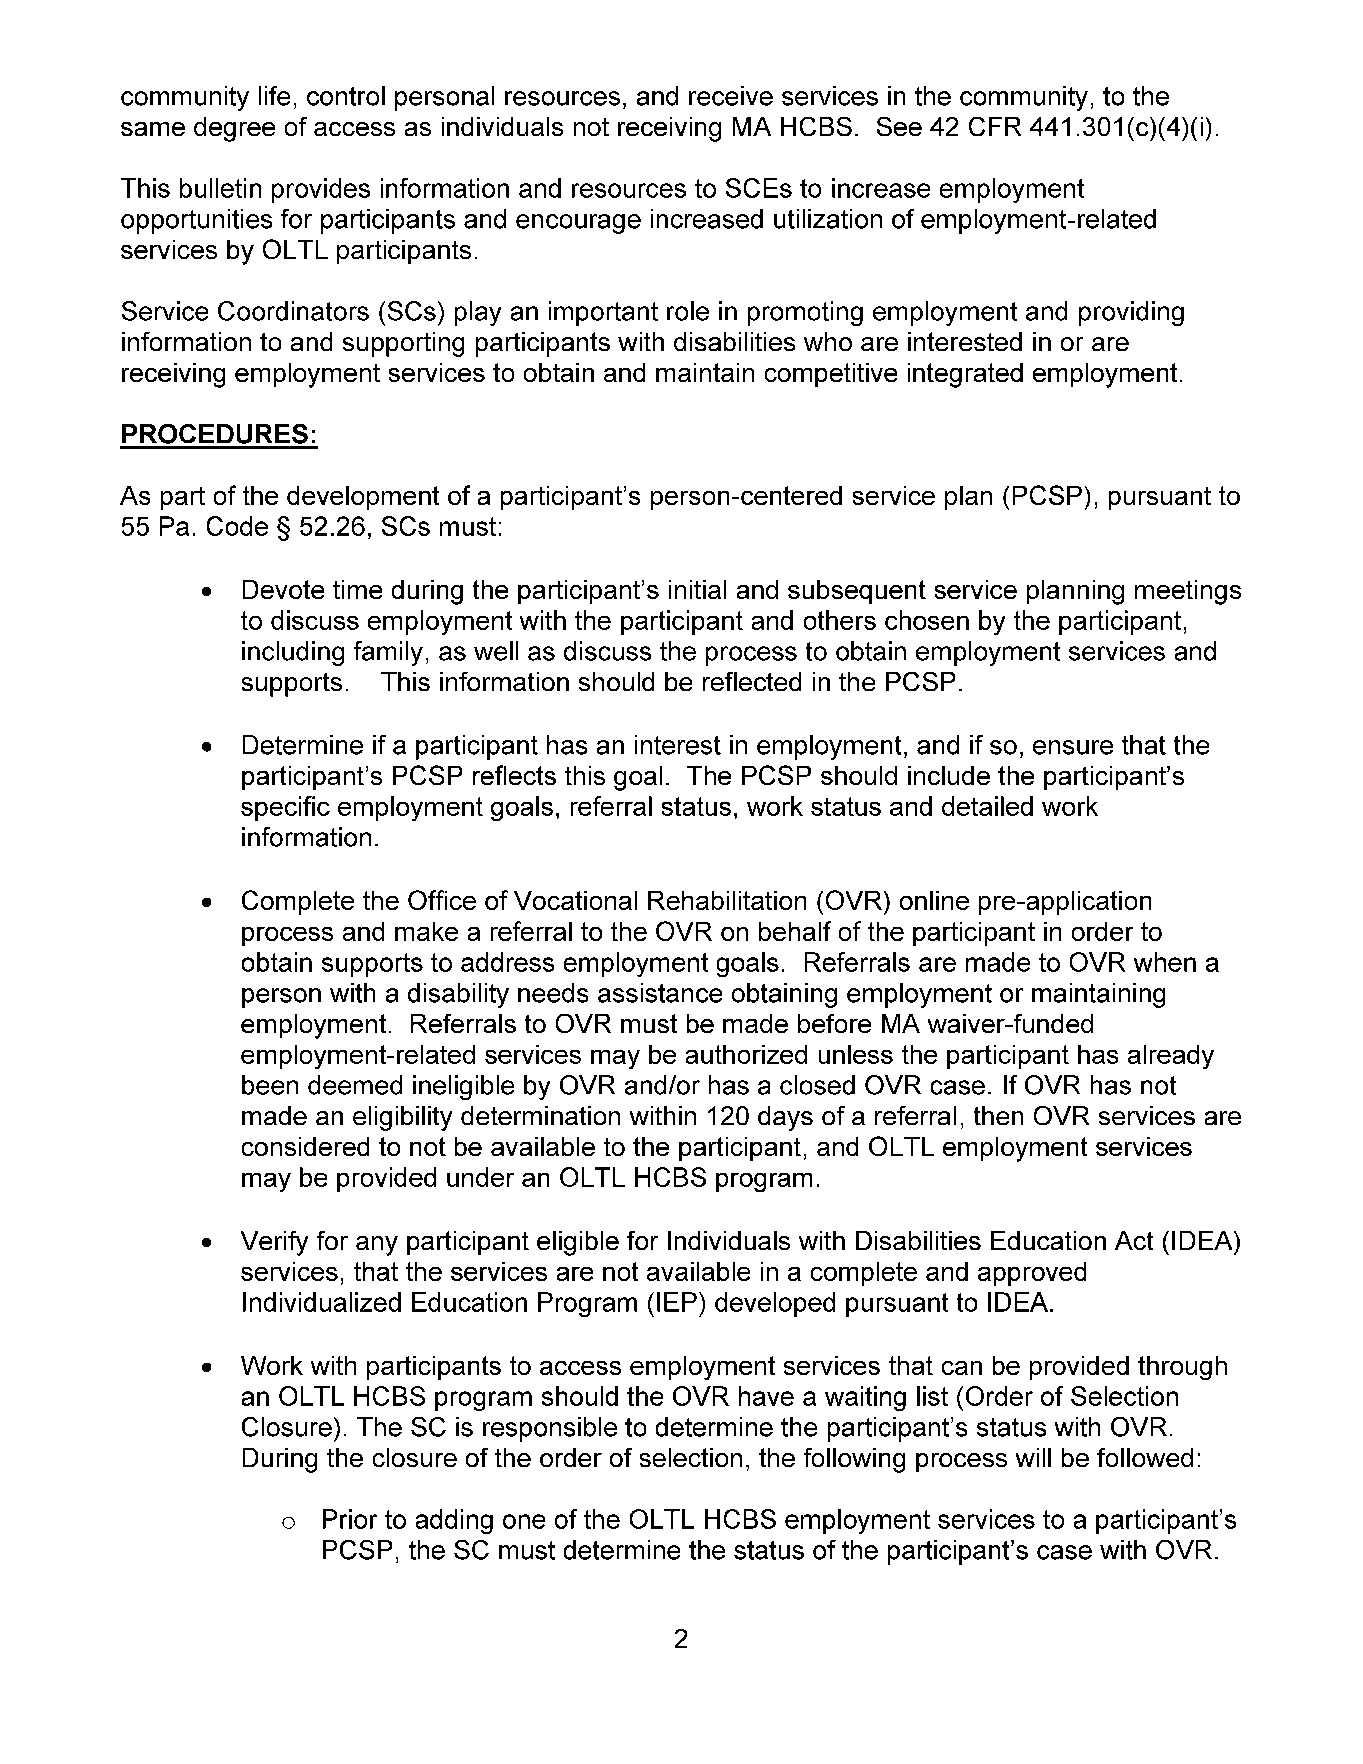 community life, control personal resources, and receive services in the community, to the
same degree of access as individuals not receiving MA HCBS.  See 42 CFR 441.301(c)(4)(i).
This bulletin provides information and resources to SCEs to increase employment
opportunities for participants and encourage increased utilization of employment-related
services by OLTL participants.
Service Coordinators (SCs) play an important role in promoting employment and providing
information to and supporting participants with disabilities who are interested in or are
receiving employment services to obtain and maintain competitive integrated employment.
PROCEDURES:
As part of the development of a participant’s person-centered service plan (PCSP), pursuant to
55 Pa. Code § 52.26, SCs must:
• Devote time during the participant’s initial and subsequent service planning meetings
to discuss employment with the participant and others chosen by the participant,
including family, as well as discuss the process to obtain employment services and
supports.   This information should be reflected in the PCSP.
• Determine if a participant has an interest in employment, and if so, ensure that the
participant’s PCSP reflects this goal.  The PCSP should include the participant’s
specific employment goals, referral status, work status and detailed work
information.
• Complete the Office of Vocational Rehabilitation (OVR) online pre-application
process and make a referral to the OVR on behalf of the participant in order to
obtain supports to address employment goals.  Referrals are made to OVR when a
person with a disability needs assistance obtaining employment or maintaining
employment.  Referrals to OVR must be made before MA waiver-funded
employment-related services may be authorized unless the participant has already
been deemed ineligible by OVR and/or has a closed OVR case. If OVR has not
made an eligibility determination within 120 days of a referral, then OVR services are
considered to not be available to the participant, and OLTL employment services
may be provided under an OLTL HCBS program.
• Verify for any participant eligible for Individuals with Disabilities Education Act (IDEA)
services, that the services are not available in a complete and approved
Individualized Education Program (IEP) developed pursuant to IDEA.
• Work with participants to access employment services that can be provided through
an OLTL HCBS program should the OVR have a waiting list (Order of Selection
Closure). The SC is responsible to determine the participant’s status with OVR.
During the closure of the order of selection, the following process will be followed:
o Prior to adding one of the OLTL HCBS employment services to a participant’s
PCSP, the SC must determine the status of the participant’s case with OVR.
2